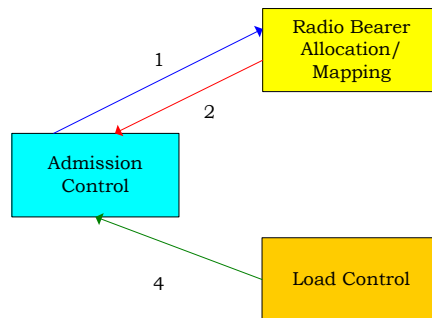 Radio Bearer
Allocation/
Mapping
1
2
Admission
Control
4
Load Control